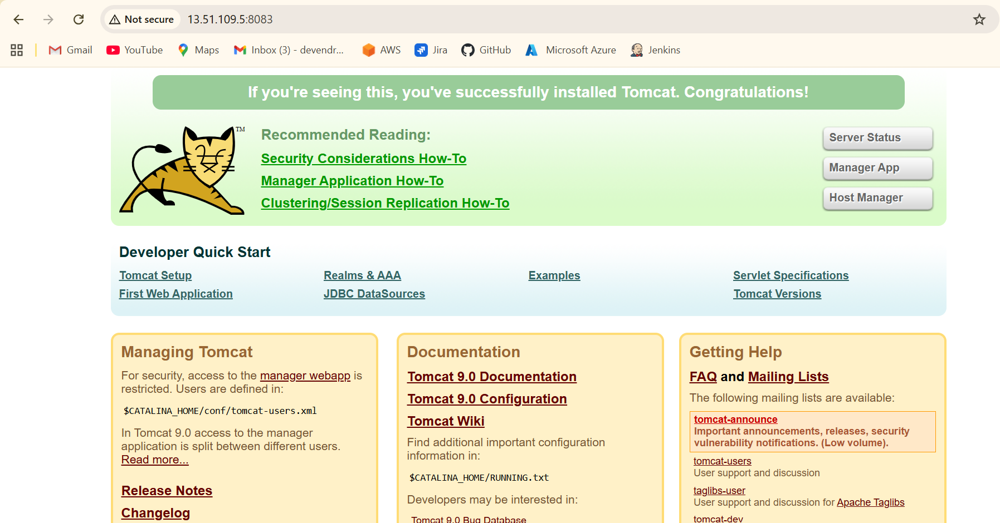 Not secure 13.51.109.5:8083
Gmail YouTube Maps Inbox (3) - devendr... AWS Jira GitHub Microsoft Azure Jenkins
If you're seeing this, you've successfully installed Tomcat. Congratulations!
TM
Recommended Reading:
Security Considerations How-To
Manager Application How-To
Clustering/Session Replication How-To
Server Status
Manager App
Host Manager
Developer Quick Start
Tomcat Setup
First Web Application
Realms & AAA
JDBC DataSources
Examples
Servlet Specifications
Tomcat Versions
Managing Tomcat
For security, access to the manager webapp is
restricted. Users are defined in:
$CATALINA_HOME/conf/tomcat-users.xml
In Tomcat 9.0 access to the manager
application is split between different users.
Read more...
Release Notes
Changelog
Documentation
Tomcat 9.0 Documentation
Tomcat 9.0 Configuration
Tomcat Wiki
Find additional important configuration
information in:
$CATALINA_HOME/RUNNING.txt
Developers may be interested in:
Tomcat 9.0 Bug Database
Getting Help
FAQ and Mailing Lists
The following mailing lists are available:
tomcat-announce
Important announcements, releases, security
vulnerability notifications. (Low volume).
tomcat-users
User support and discussion
taglibs-user
User support and discussion for Apache Taglibs
tomcat-dev